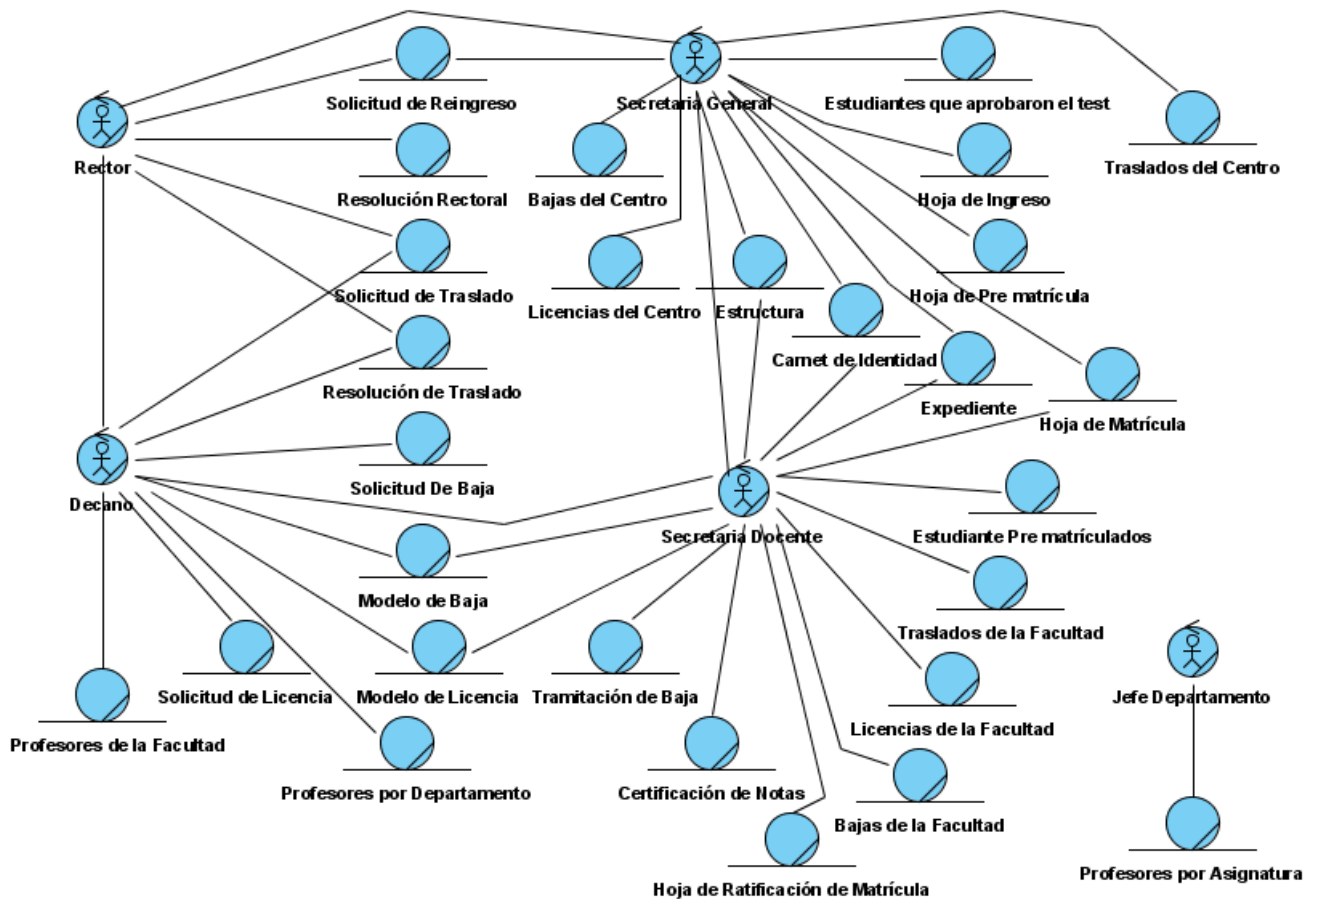 Solicitud de Reingreso
Secretaria General
Estudiantes que aprobaron el test
Rector
Traslados del Centro
Resolución Rectoral
Bajas del Centro
Hoja de Ingreso
Solicitud de Traslado
Hoja de Pre matrícula
Licencias del Centro
Estructura
Carnet de Identidad
Resolución de Traslado
Expediente
Hoja de Matrícula
Solicitud De Baja
Decano
Secretaria Docente
Estudiante Pre matrículados
Modelo de Baja
Traslados de la Facultad
Solicitud de Licencia
Modelo de Licencia
Tramitación de Baja
Jefe Departamento
Licencias de la Facultad
Profesores de la Facultad
Profesores por Departamento
Certificación de Notas
Bajas de la Facultad
Profesores por Asignatura
Hoja de Ratificación de Matrícula